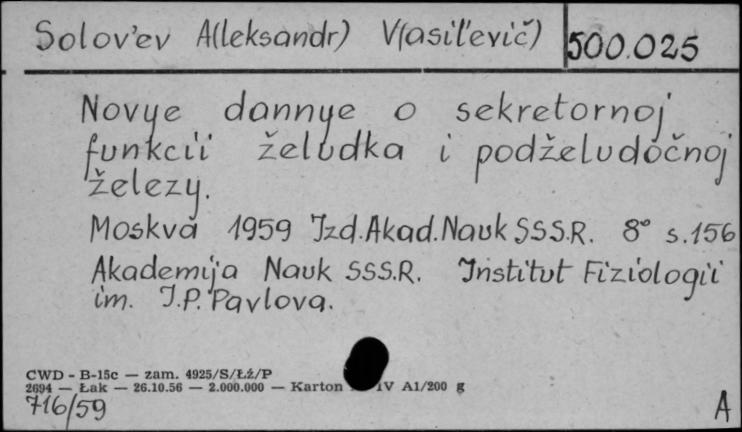 Solov'ev A(leksandr) V(asil'evič) 500.025
Novye dannye o sekretornoj
funkcii želudka i podželudočnoj
železy.
Moskva 1959 Izd.Akad.Nauk SSSR. 8° s.156
Akademija Nauk SSSR. Institut Fiziologii
im. I.P. Pavlova.
CWD - B-15c — zam. 4925/S/Łź/P
2694 — Łak — 26.10.56 — 2.000.000 — Karton IV A1/200 g
716/59 A